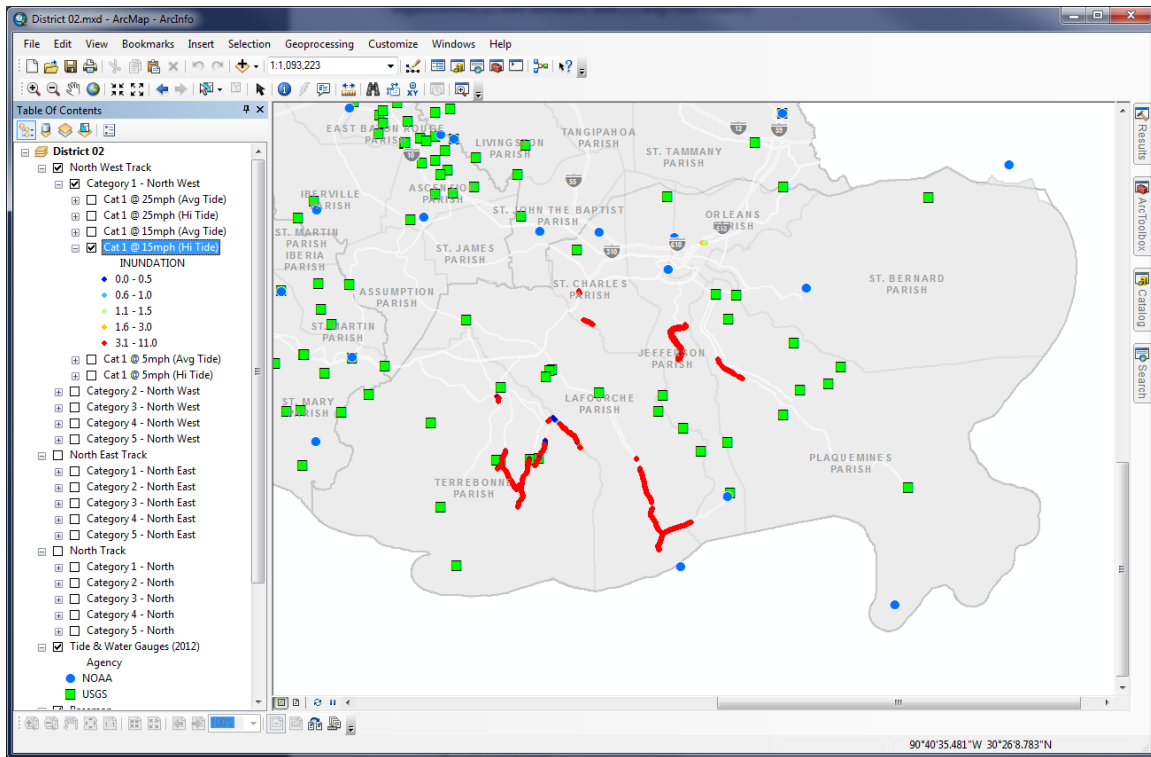 District 02.mxd - ArcMap - ArcInfo
File Edit View Bookmarks Insert Selection Geoprocessing Customize Windows Help
1:1,093,223
Table Of Contents
District 02
North West Track
Category 1 - North West
Cat 1 @ 25mph (Avg Tide)
Cat 1 @ 25mph (Hi Tide)
Cat 1 @ 15mph (Avg Tide)
Cat 1 @ 15mph (Hi Tide)
INUNDATION
0.0 - 0.5
0.6 - 1.0
1.1 - 1.5
1.6 - 3.0
3.1 - 11.0
Cat 1 @ 5mph (Avg Tide)
Cat 1 @ 5mph (Hi Tide)
Category 2 - North Wast
Category 3 - North West
Category 4 - North West
Category 5 - North West
North East Track
Category 1 - North East
Category 2 - North East
Category 3 - North East
Category 4 - North East
Category 5 - North East
North Track
Category 1 - North
Category 2 - North
Category 3 - North
Category 4 - North
Category 5 - North
Tide & Water Gauges (2012)
Agency
NOAA
USGS
EAST BATON ROUGE
PARISH
LIVINGSTON
PARISH
TANGIPAHOA
PARISH
ST. TAMMANY
PARISH
12
55
10
55
IBERVILLE
PARISH
ASCENSION
PARISH
ST. JOHN THE BAPTIST
PARISH
ORLEANS
PARISH
510
610
310
ST. MARTIN
PARISH
IBERIA
PARISH
ST. JAMES
PARISH
ST. CHARLES
PARISH
ST. BERNARD
PARISH
ASSUMPTION
PARISH
ST. MARTIN
PARISH
JEFFERSON
PARISH
ST. MARY
PARISH
LAFOURCHE
PARISH
PLAQUEMINES
PARISH
TERREBONNE
PARISH
Results
ArcToolbox
Catalog
Search
100%
90°40'35.481"W 30°26'8.783"N